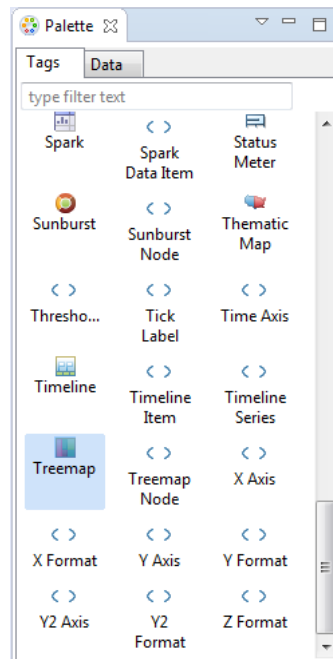 Palette
Tags Data
type filter text
Spark
Spark
Data Item
Status
Meter
Sunburst
Sunburst
Node
Thematic
Map
Thresho...
Tick
Label
Time Axis
Timeline
Timeline
Item
Timeline
Series
Treemap
Treemap
Node
X Axis
X Format
Y Axis
Y Format
Y2 Axis
Y2
Format
Z Format